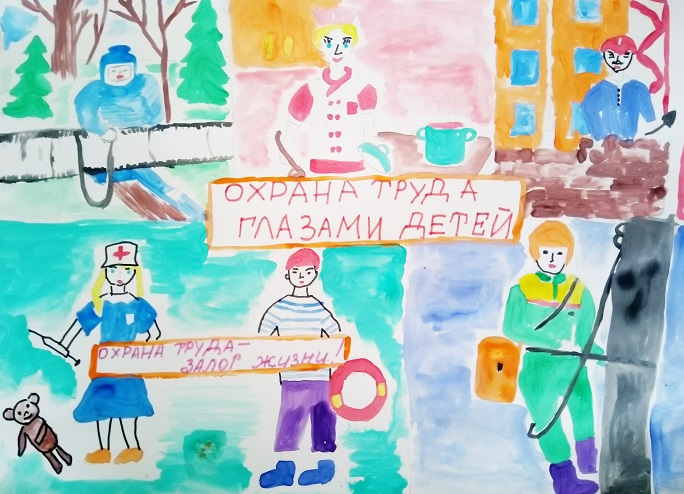 ОХРАНА ТРУДА
ГЛАЗАМИ ДЕТЕЙ
ОХРАНА ТРУДА-
ЗАЛОГ ЖИЗНИ!